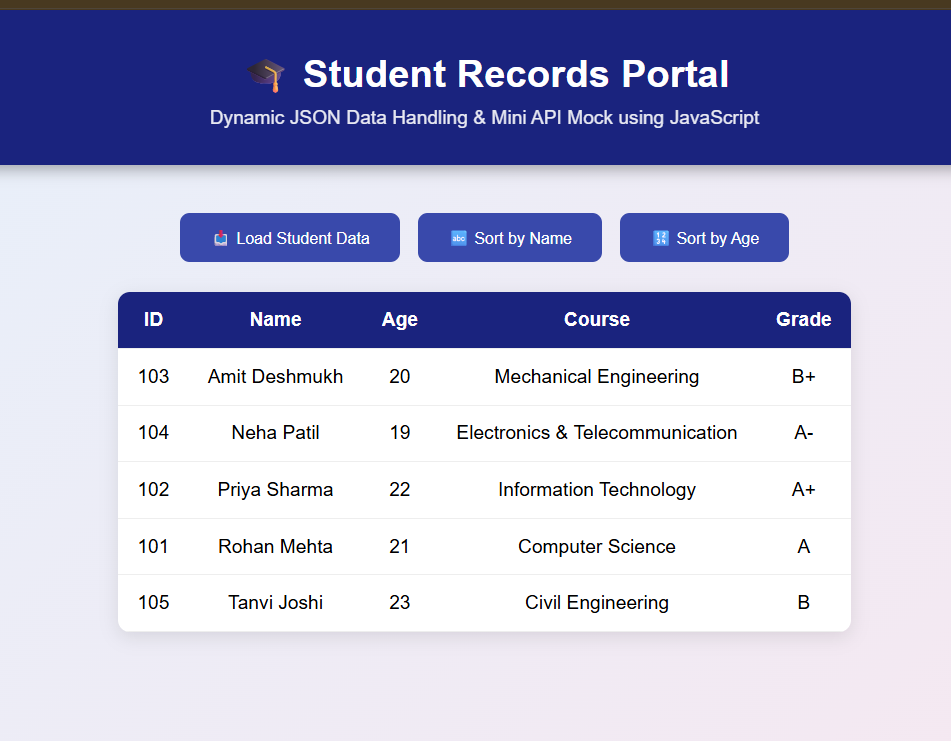 🎓 Student Records Portal
Dynamic JSON Data Handling & Mini API Mock using JavaScript
📥 Load Student Data 🔤 Sort by Name 🔢 Sort by Age
ID Name Age Course Grade
103 Amit Deshmukh 20 Mechanical Engineering B+
104 Neha Patil 19 Electronics & Telecommunication A-
102 Priya Sharma 22 Information Technology A+
101 Rohan Mehta 21 Computer Science A
105 Tanvi Joshi 23 Civil Engineering B